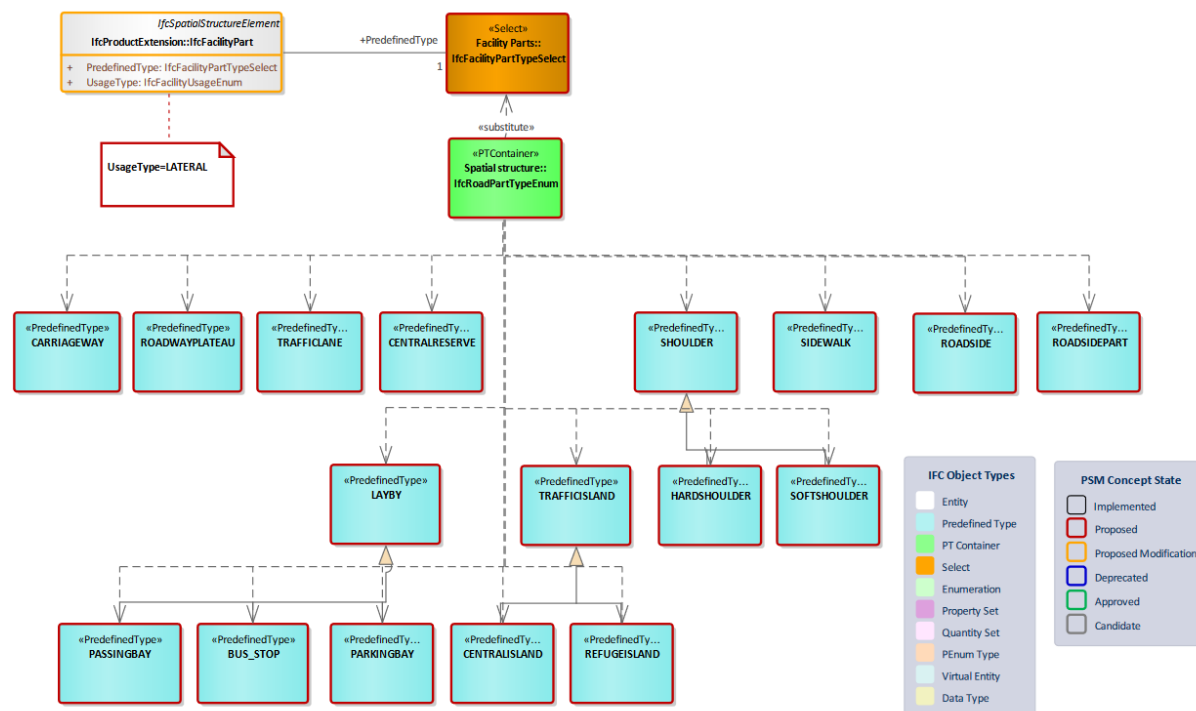 IfcSpatialStructureElement
IfcProductExtension::IfcFacilityPart
+ PredefinedType: IfcFacilityPartTypeSelect
+ UsageType: IfcFacilityUsageEnum
+PredefinedType
1
«Select»
Facility Parts::
IfcFacilityPartTypeSelect
«substitute»
UsageType=LATERAL
«PTContainer»
Spatial structure::
IfcRoadPartTypeEnum
«PredefinedType»
CARRIAGEWAY
«PredefinedType»
ROADWAYPLATEAU
«PredefinedTy...
TRAFFICLANE
«PredefinedTy...
CENTRALRESERVE
«PredefinedTy...
SHOULDER
«PredefinedTy...
SIDEWALK
«PredefinedTy...
ROADSIDE
«PredefinedTy...
ROADSIDEPART
«PredefinedType»
LAYBY
«PredefinedType»
TRAFFICISLAND
«PredefinedTy...
HARDSHOULDER
«PredefinedTy...
SOFTSHOULDER
«PredefinedType»
PASSINGBAY
«PredefinedType»
BUS_STOP
«PredefinedTy...
PARKINGBAY
«PredefinedTy...
CENTRALISLAND
«PredefinedTy...
REFUGEISLAND
IFC Object Types
Entity
Predefined Type
PT Container
Select
Enumeration
Property Set
Quantity Set
PEnum Type
Virtual Entity
Data Type
PSM Concept State
Implemented
Proposed
Proposed Modification
Deprecated
Approved
Candidate